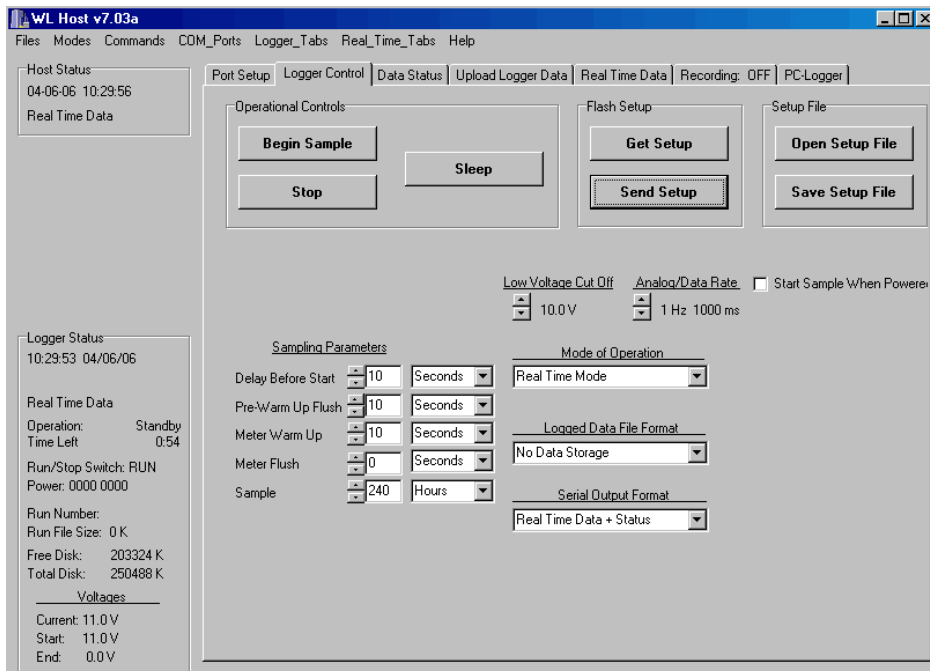 WL Host v7.03a
Files Modes Commands COM_Ports Logger_Tabs Real_Time_Tabs Help
Host Status
04-06-06 10:29:56
Real Time Data
Port Setup Logger Control Data Status Upload Logger Data Real Time Data Recording: OFF PC-Logger
Operational Controls
Begin Sample
Stop
Sleep
Flash Setup
Get Setup
Send Setup
Setup File
Open Setup File
Save Setup File
Low Voltage Cut Off
10.0 V
Analog/Data Rate
1 Hz 1000 ms
Start Sample When Powere
Sampling Parameters
Delay Before Start 10 Seconds
Pre-Warm Up Flush 10 Seconds
Meter Warm Up 10 Seconds
Meter Flush 0 Seconds
Sample 240 Hours
Mode of Operation
Real Time Mode
Logged Data File Format
No Data Storage
Serial Output Format
Real Time Data + Status
Logger Status
10:29:53 04/06/06
Real Time Data
Operation: Standby
Time Left 0:54
Run/Stop Switch: RUN
Power: 0000 0000
Run Number:
Run File Size: 0 K
Free Disk: 203324 K
Total Disk: 250488 K
Voltages
Current: 11.0 V
Start: 11.0 V
End: 0.0 V